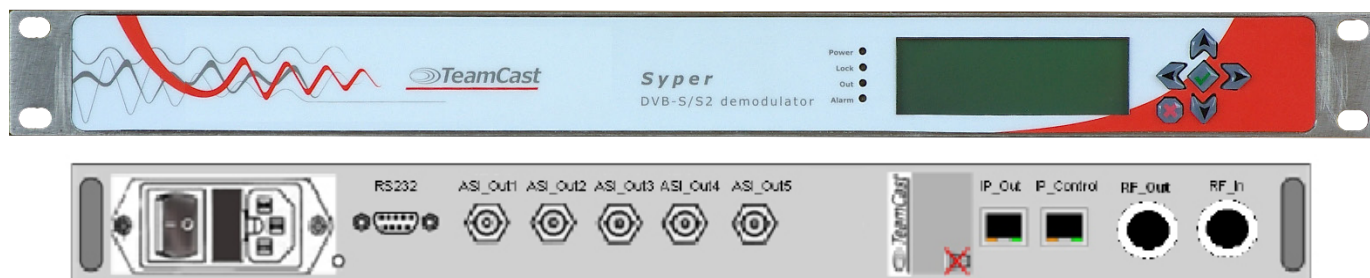 TeamCast
Syper
DVB-S/S2 demodulator
Power
Lock
Out
Alarm
RS232
ASI_Out1 ASI_Out2 ASI_Out3 ASI_Out4 ASI_Out5
TeamCast
IP_Out IP_Control RF_Out RF_In